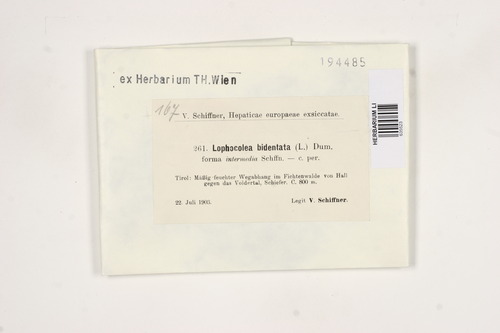 194485
ex Herbarium TH.Wien
HERBARIUM LI
167
V. Schiffner, Hepaticae europaeae exsiccatae.
261. Lophocolea bidentata (L.) Dum.
forma intermedia Schffn. — c. per.
Tirol: Mäßig feuchter Wegabhang im Fichtenwalde von Hall
gegen das Voldertal, Schiefer. C. 800 m.
22. Juli 1903. Legit V. Schiffner.